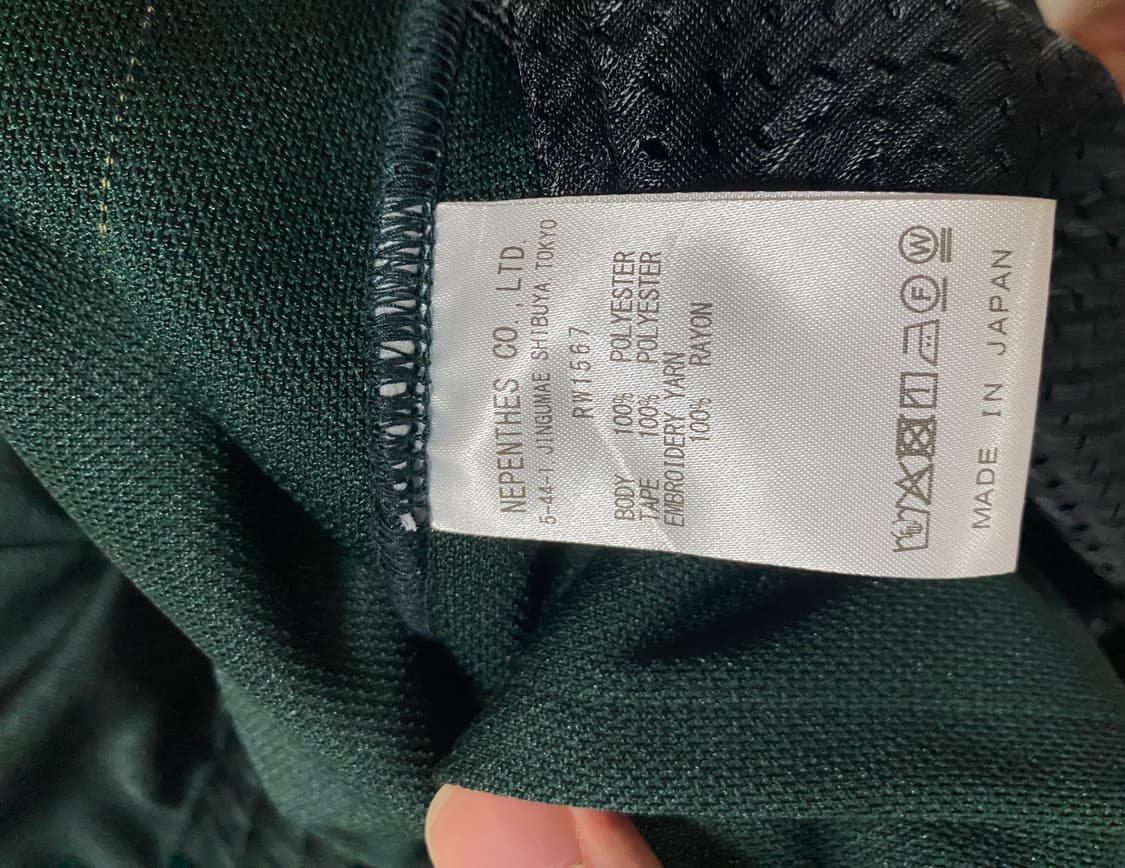 NEPENTHES CO., LTD.
5-44-1 JINGUMAE SHIBUYA TOKYO
RW1567
BODY 100% POLYESTER
TAPE 100% POLYESTER
EMBROIDERY YARN
100% RAYON
F W
MADE IN JAPAN